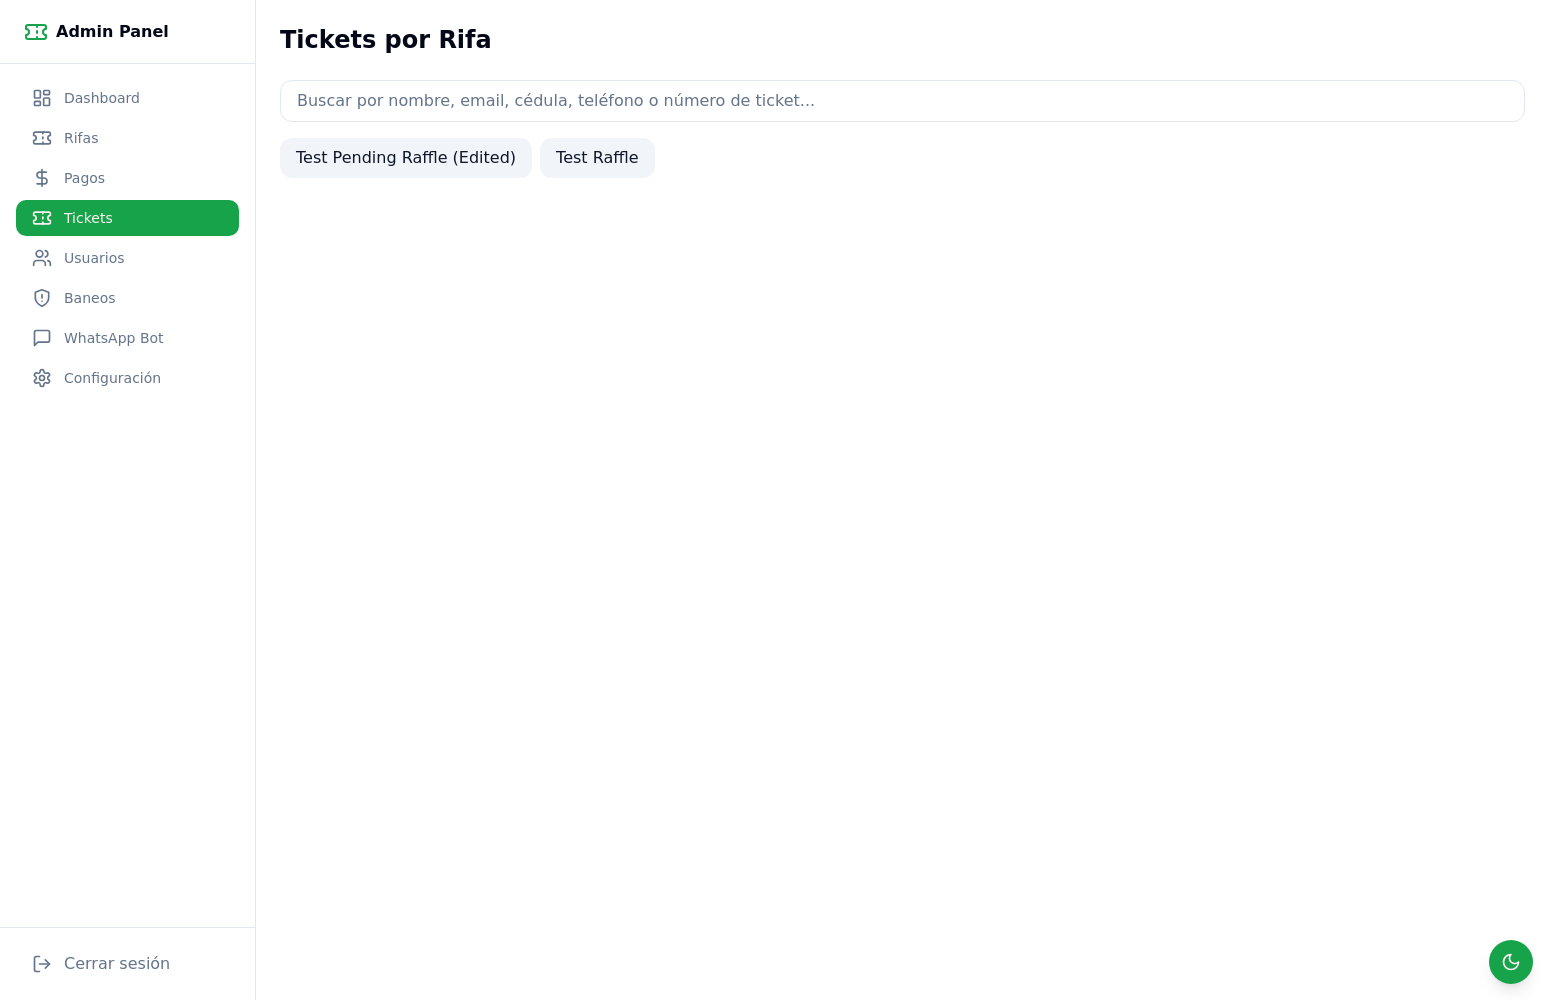 Admin Panel
Dashboard
Rifas
Pagos
Tickets
Usuarios
Baneos
WhatsApp Bot
Configuración
Cerrar sesión
Tickets por Rifa
Buscar por nombre, email, cédula, teléfono o número de ticket...
Test Pending Raffle (Edited)
Test Raffle